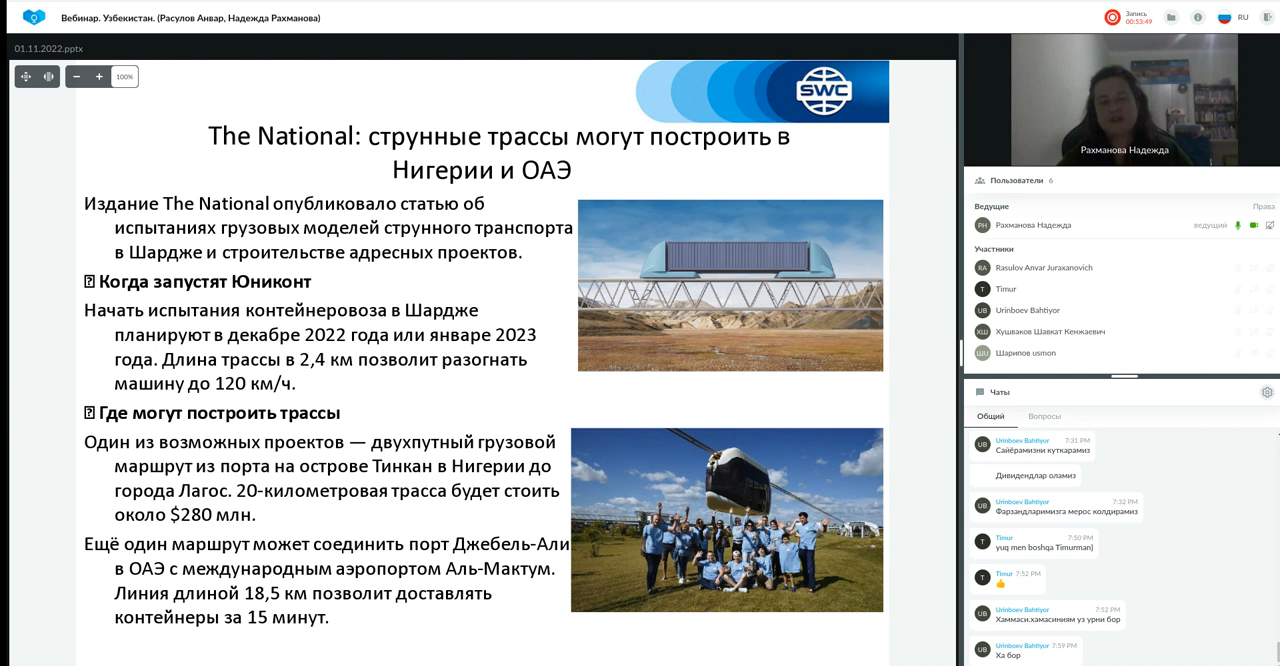 Вебинар. Узбекистан. (Расулов Анвар, Надежда Рахманова)
Запись
00:53:49
RU
01.11.2022.pptx
100%
SWC
The National: струнные трассы могут построить в
Нигерии и ОАЭ
Издание The National опубликовало статью об
испытаниях грузовых моделей струнного транспорта
в Шардже и строительстве адресных проектов.
Когда запустят Юниконт
Начать испытания контейнеровоза в Шардже
планируют в декабре 2022 года или январе 2023
года. Длина трассы в 2,4 км позволит разогнать
машину до 120 км/ч.
Где могут построить трассы
Один из возможных проектов — двухпутный грузовой
маршрут из порта на острове Тинкан в Нигерии до
города Лагос. 20-километровая трасса будет стоить
около $280 млн.
Ещё один маршрут может соединить порт Джебель-Али
в ОАЭ с международным аэропортом Аль-Мактум.
Линия длиной 18,5 км позволит доставлять
контейнеры за 15 минут.
Рахманова Надежда
Пользователи 6
Ведущие Права
РН Рахманова Надежда ведущий
Участники
RA Rasulov Anvar Juraxanovich
T Timur
UB Urinboev Bahtiyor
ХШ Хушваков Шавкат Кенжаевич
ШU Шарипов usmon
Чаты
Общий Вопросы
UB Urinboev Bahtiyor 7:31 PM
Сайёрамизни куткарамиз
Дивидендлар оламиз
UB Urinboev Bahtiyor 7:32 PM
Фарзандларимизга мерос колдирамиз
T Timur 7:50 PM
yuq men boshqa Timurman)
T Timur 7:52 PM
👍
UB Urinboev Bahtiyor 7:52 PM
Хаммаси.хамасиниям уз урни бор
UB Urinboev Bahtiyor 7:59 PM
Ха бор